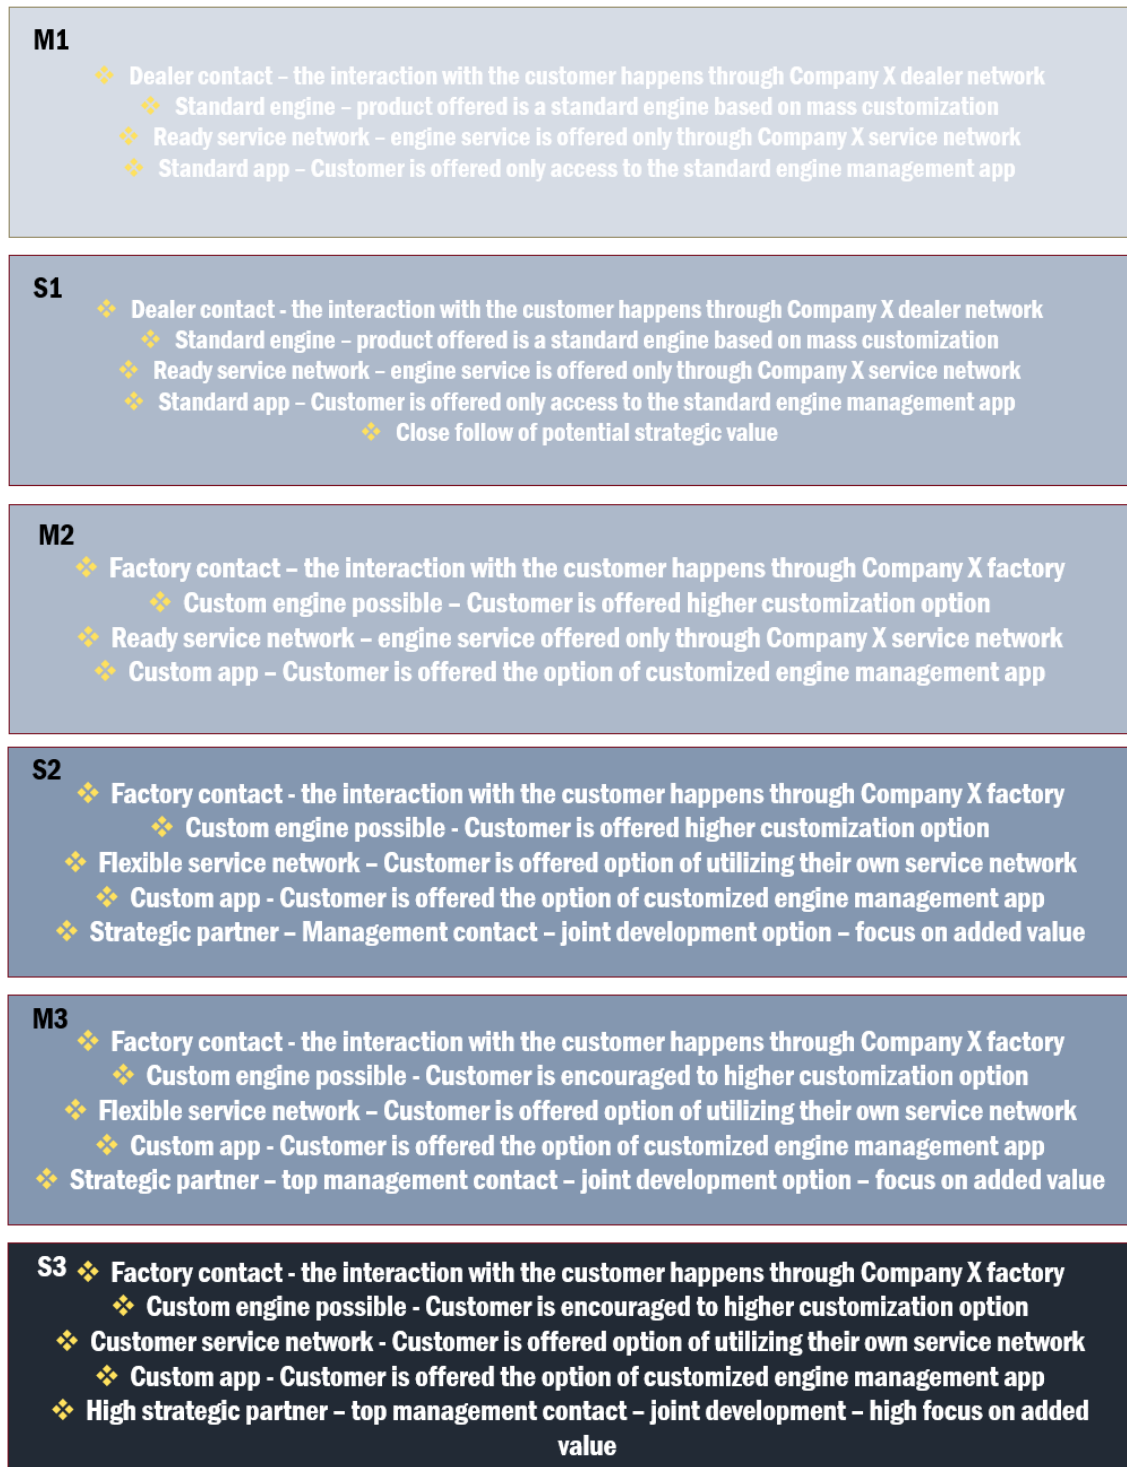 M1
❖ Dealer contact – the interaction with the customer happens through Company X dealer network
❖ Standard engine – product offered is a standard engine based on mass customization
❖ Ready service network – engine service is offered only through Company X service network
❖ Standard app – Customer is offered only access to the standard engine management app
S1
❖ Dealer contact - the interaction with the customer happens through Company X dealer network
❖ Standard engine – product offered is a standard engine based on mass customization
❖ Ready service network – engine service is offered only through Company X service network
❖ Standard app – Customer is offered only access to the standard engine management app
❖ Close follow of potential strategic value
M2
❖ Factory contact – the interaction with the customer happens through Company X factory
❖ Custom engine possible – Customer is offered higher customization option
❖ Ready service network – engine service offered only through Company X service network
❖ Custom app – Customer is offered the option of customized engine management app
S2
❖ Factory contact - the interaction with the customer happens through Company X factory
❖ Custom engine possible - Customer is offered higher customization option
❖ Flexible service network – Customer is offered option of utilizing their own service network
❖ Custom app - Customer is offered the option of customized engine management app
❖ Strategic partner – Management contact – joint development option – focus on added value
M3
❖ Factory contact - the interaction with the customer happens through Company X factory
❖ Custom engine possible - Customer is encouraged to higher customization option
❖ Flexible service network – Customer is offered option of utilizing their own service network
❖ Custom app - Customer is offered the option of customized engine management app
❖ Strategic partner – top management contact – joint development option – focus on added value
S3
❖ Factory contact - the interaction with the customer happens through Company X factory
❖ Custom engine possible - Customer is encouraged to higher customization option
❖ Customer service network - Customer is offered option of utilizing their own service network
❖ Custom app - Customer is offered the option of customized engine management app
❖ High strategic partner – top management contact – joint development – high focus on added
value